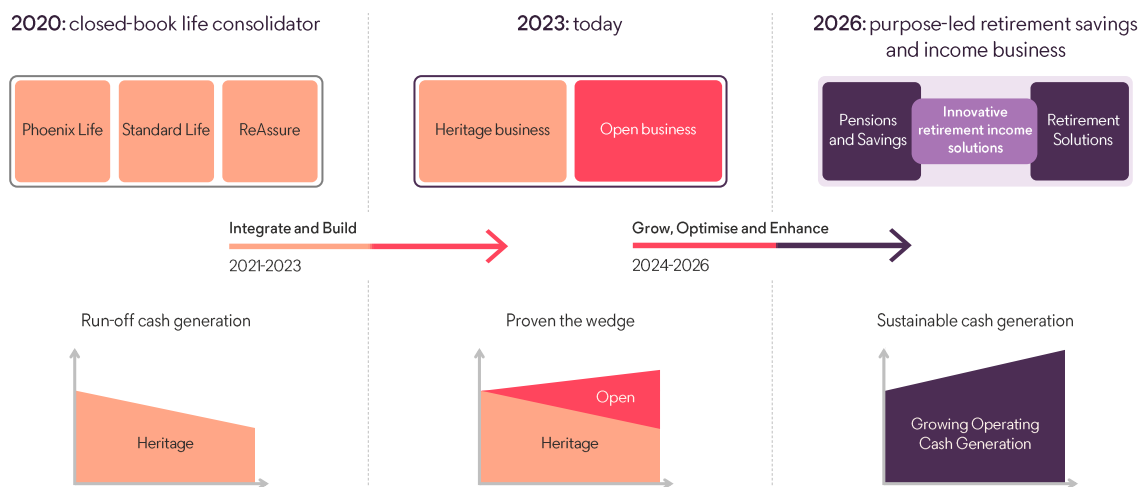 2020: closed-book life consolidator
2023: today
2026: purpose-led retirement savings
and income business
Phoenix Life
Standard Life
ReAssure
Heritage business
Open business
Pensions
and Savings
Innovative
retirement income
solutions
Retirement
Solutions
Integrate and Build
2021-2023
Grow, Optimise and Enhance
2024-2026
Run-off cash generation
Proven the wedge
Sustainable cash generation
Heritage
Open
Heritage
Growing Operating
Cash Generation